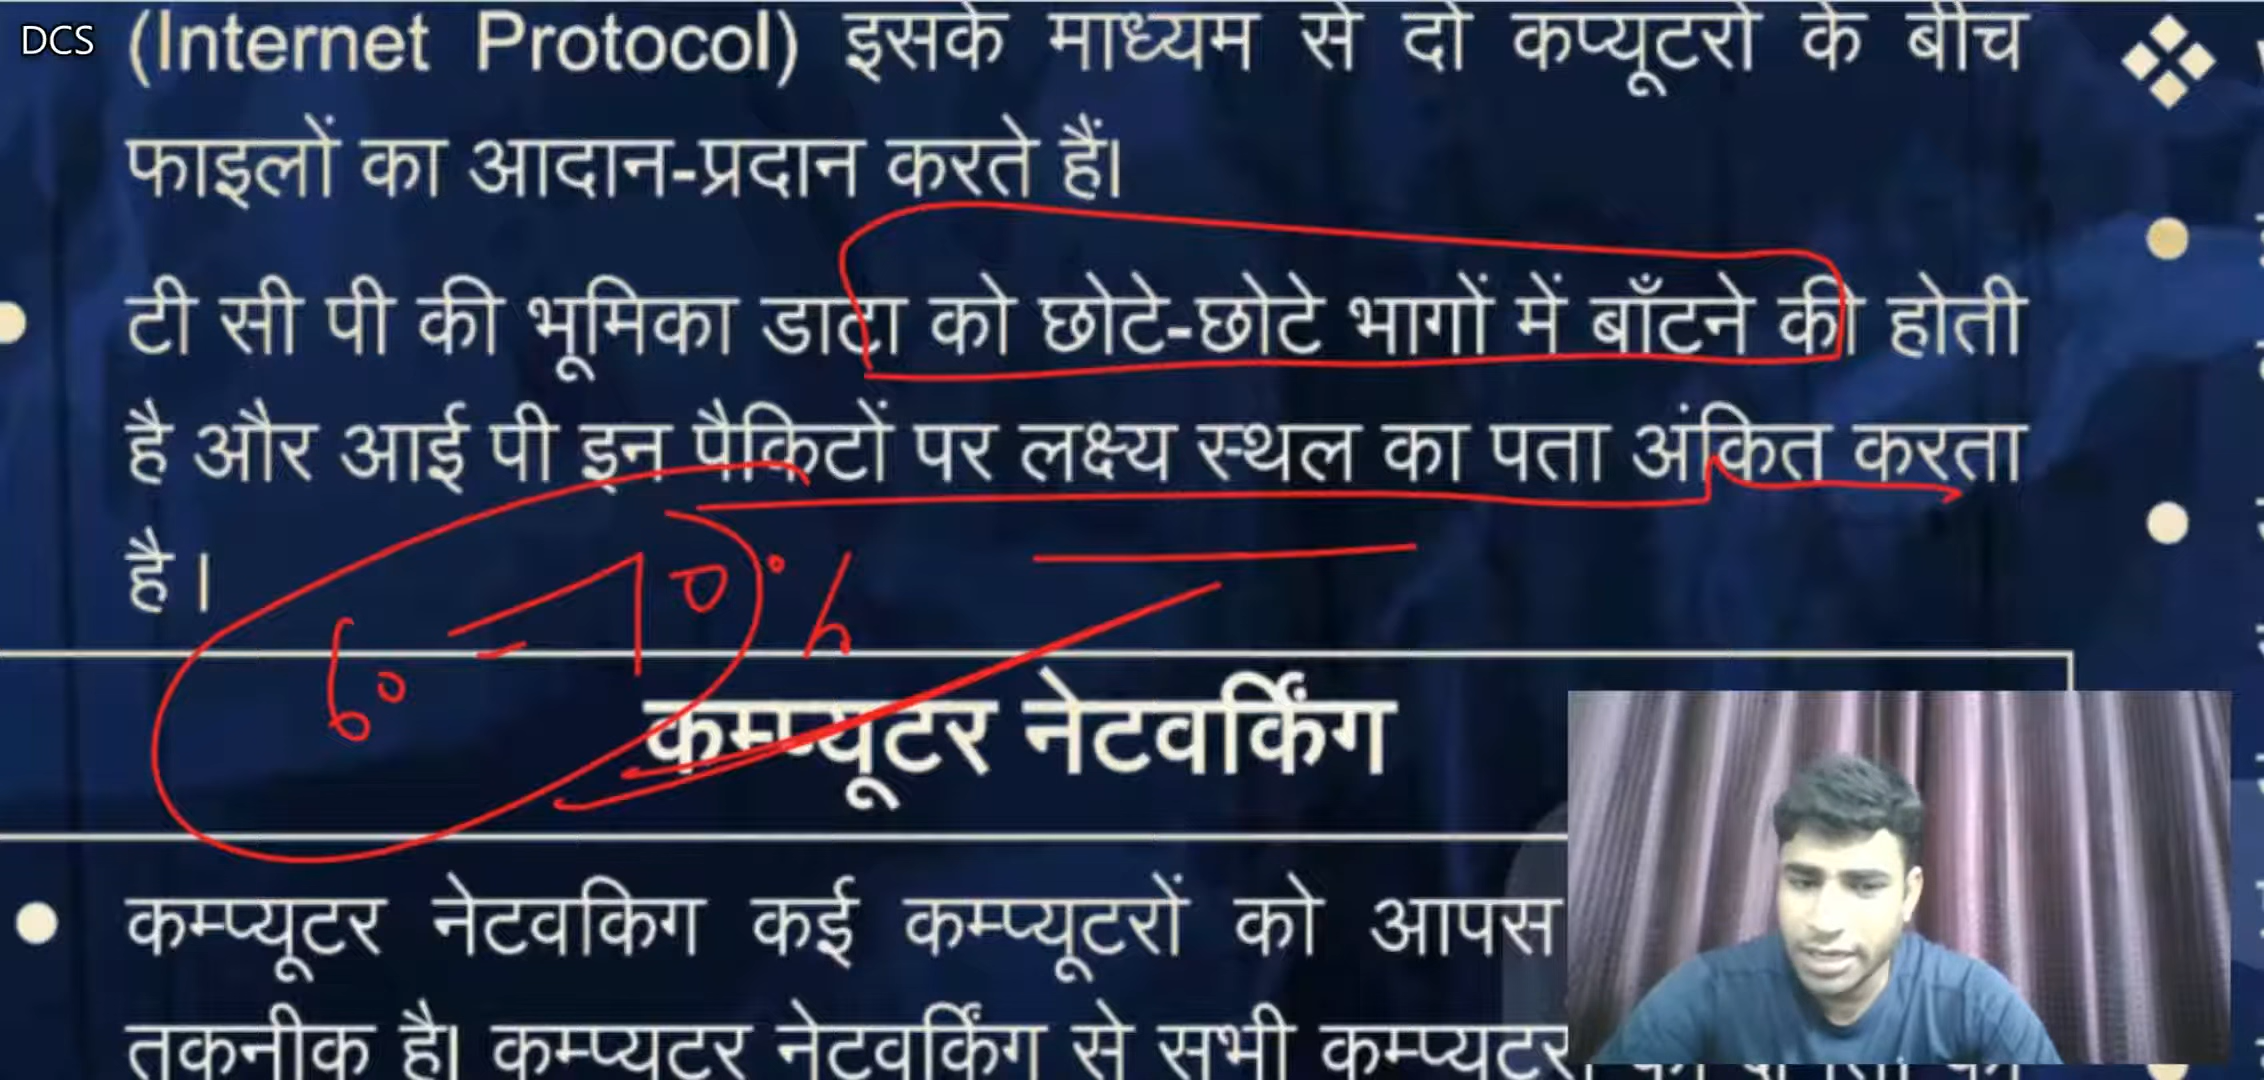 DCS (Internet Protocol) इसके माध्यम से दो कप्यूटरो के बीच
फाइलों का आदान-प्रदान करते हैं।
टी सी पी की भूमिका डाटा को छोटे-छोटे भागों में बाँटने की होती
है और आई पी इन पैकिटों पर लक्ष्य स्थल का पता अंकित करता
है ।
60 - 70%
कम्प्यूटर नेटवर्किंग
कम्प्यूटर नेटवकिग कई कम्प्यूटरों को आपस
तकनीक है। कम्प्यूटर नेटवर्किंग से सभी कम्प्यूटर